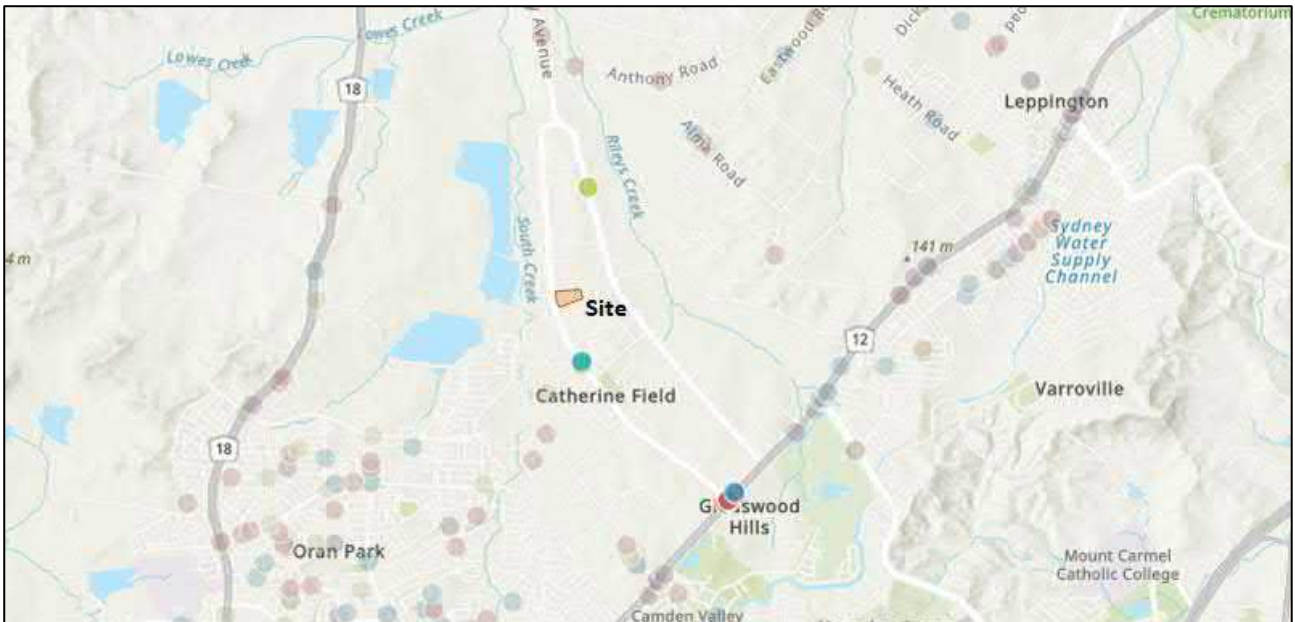 Crematorium
Lowes Creek
Lowes Creek
Avenue
Anthony Road
Eastwood
Heath Road
18
Leppington
Alma Road
Rileys Creek
South Creek
Sydney
Water
Supply
Channel
141 m
4 m
Site
12
Catherine Field
Varroville
18
Hills
Oran Park
Mount Carmel
Catholic College
Camden Valley